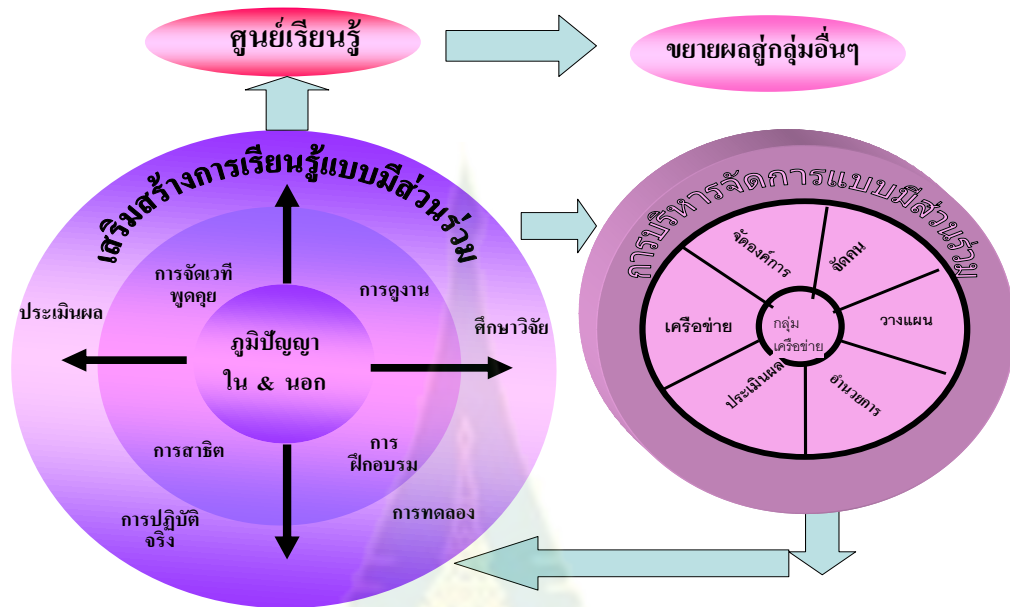 ศูนย์เรียนรู้
ขยายผลสู่กลุ่มอื่นๆ
เสริมสร้างการเรียนรู้แบบมีส่วนร่วม
การจัดเวที
พูดคุย
การดูงาน
ประเมินผล
ศึกษาวิจัย
ภูมิปัญญา
ใน & นอก
การสาธิต
การ
ฝึกอบรม
การปฏิบัติ
จริง
การทดลอง
การบริหารจัดการแบบมีส่วนร่วม
จัดองค์การ
จัดคน
เครือข่าย
วางแผน
กลุ่ม
เครือข่าย
ประเมินผล
อำนวยการ